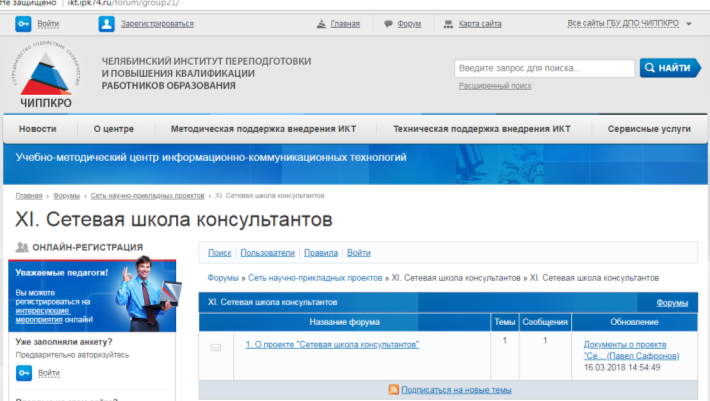 Не защищено | ikt.ipk74.ru/forum/group21/
Войти Зарегистрироваться Главная Форум Карта сайта Все сайты ГБУ ДПО ЧИППКРО
СОТРУДНИЧЕСТВО
ЧИППКРО
ЧЕЛЯБИНСКИЙ ИНСТИТУТ ПЕРЕПОДГОТОВКИ
И ПОВЫШЕНИЯ КВАЛИФИКАЦИИ
РАБОТНИКОВ ОБРАЗОВАНИЯ
Введите запрос для поиска... НАЙТИ
Расширенный поиск
Новости О центре Методическая поддержка внедрения ИКТ Техническая поддержка внедрения ИКТ Сервисные услуги
Учебно-методический центр информационно-коммуникационных технологий
Главная › Форумы › Сеть научно-прикладных проектов › XI. Сетевая школа консультантов
XI. Сетевая школа консультантов
ОНЛАЙН-РЕГИСТРАЦИЯ
Уважаемые педагоги!
Вы можете
регистрироваться на
интересующие
мероприятия онлайн!
Уже заполняли анкету?
Предварительно авторизуйтесь
Войти
Поиск Пользователи Правила Войти
Форумы » Сеть научно-прикладных проектов » XI. Сетевая школа консультантов » XI. Сетевая школа консультантов
XI. Сетевая школа консультантов Форумы
Название форума Темы Сообщения Обновление
1. О проекте "Сетевая школа консультантов" 1 1 Документы о проекте
"Се... (Павел Сафронов)
16.03.2018 14:54:49
Подписаться на новые темы